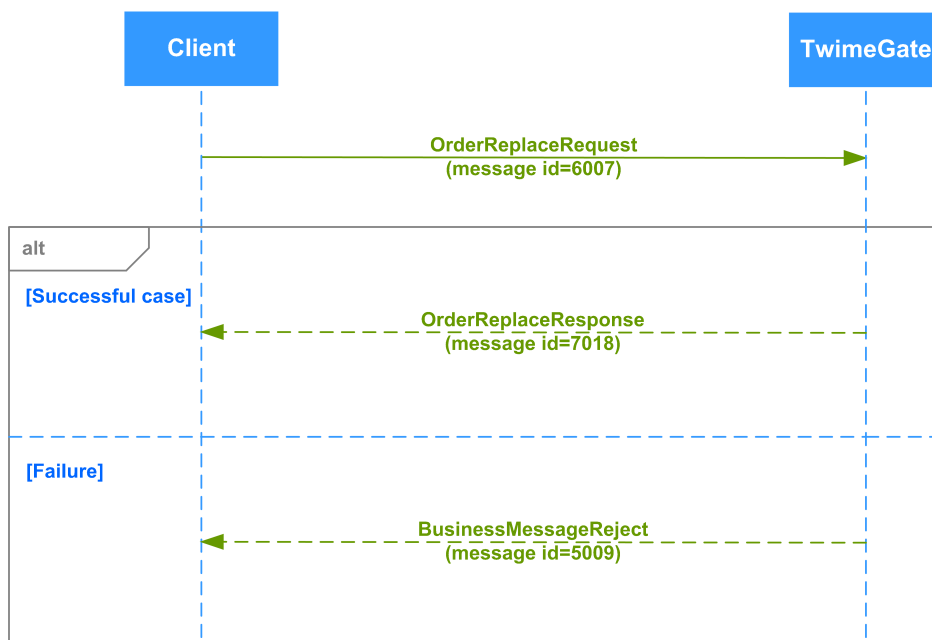 Client
TwimeGate
OrderReplaceRequest
(message id=6007)
alt
[Successful case]
OrderReplaceResponse
(message id=7018)
[Failure]
BusinessMessageReject
(message id=5009)